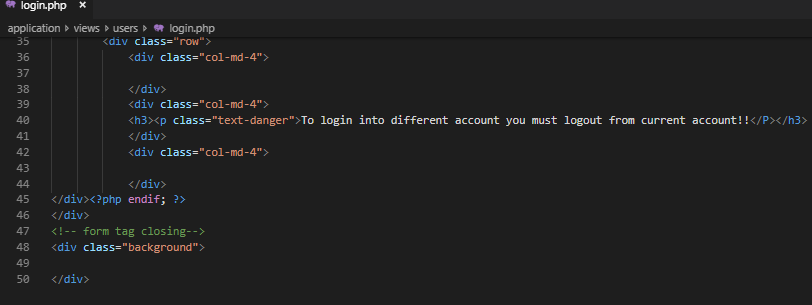 login.php ×
application > views > users > login.php
35 <div class="row">
36 <div class="col-md-4">
37
38 </div>
39 <div class="col-md-4">
40 <h3><p class="text-danger">To login into different account you must logout from current account!!</P></h3>
41 </div>
42 <div class="col-md-4">
43
44 </div>
45 </div><?php endif; ?>
46 </div>
47 <!-- form tag closing-->
48 <div class="background">
49
50 </div>